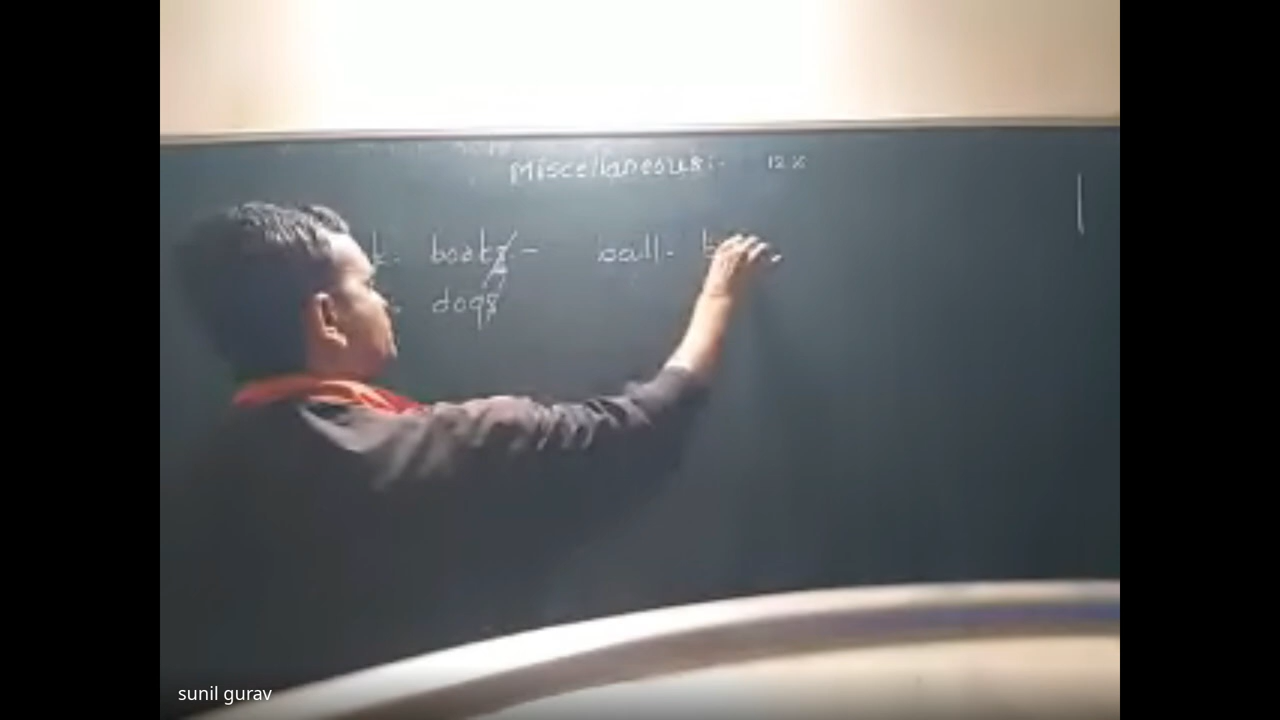 Miscellaneous:- 12
k. books - ball. b
. dogs
sunil gurav